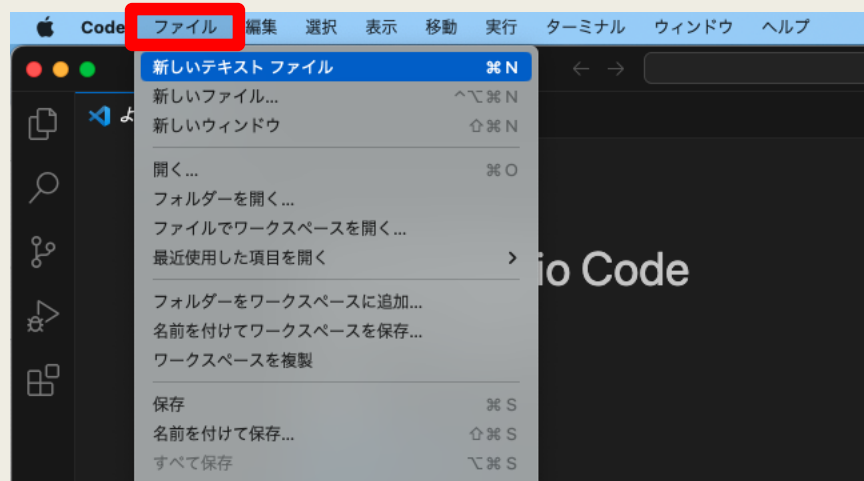 Code ファイル 編集 選択 表示 移動 実行 ターミナル ウィンドウ ヘルプ
新しいテキスト ファイル ⌘N
新しいファイル... ^⌥⌘N
新しいウィンドウ ⇧⌘N
よ
開く... ⌘O
フォルダーを開く...
ファイルでワークスペースを開く...
最近使用した項目を開く
io Code
フォルダーをワークスペースに追加...
名前を付けてワークスペースを保存...
ワークスペースを複製
保存 ⌘S
名前を付けて保存... ⇧⌘S
すべて保存 ⌥⌘S